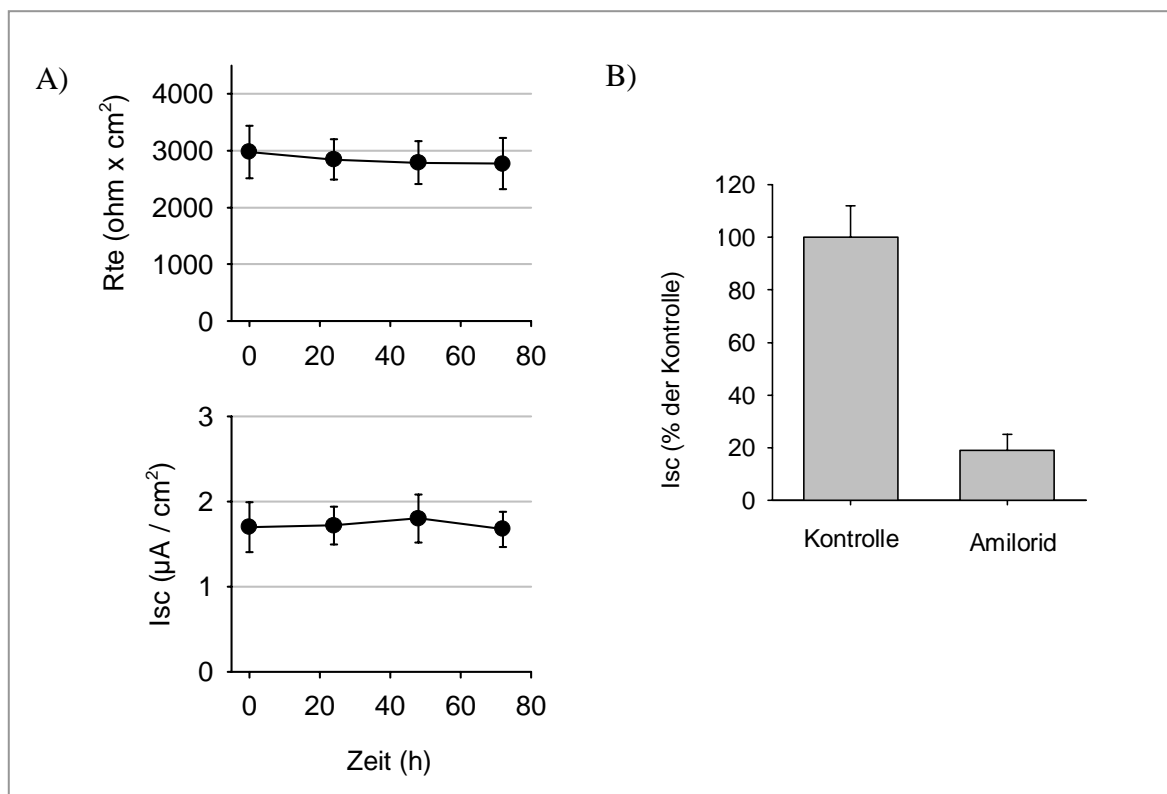 A)
Rte (ohm x cm²)
4000
3000
2000
1000
0
0 20 40 60 80
Isc (µA / cm²)
3
2
1
0
0 20 40 60 80
Zeit (h)
B)
Isc (% der Kontrolle)
120
100
80
60
40
20
0
Kontrolle Amilorid